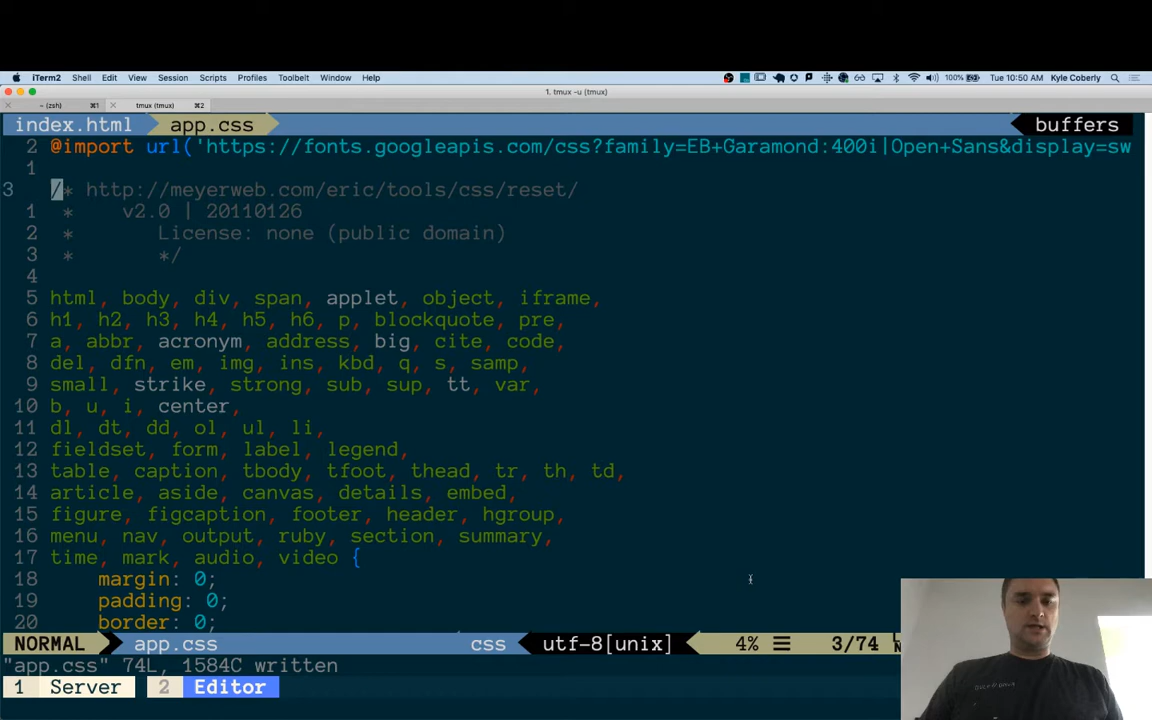 iTerm2 Shell Edit View Session Scripts Profiles Toolbelt Window Help 100% Tue 10:50 AM Kyle Coberly
1. tmux -u (tmux)
~ (zsh) ⌘1 tmux (tmux) ⌘2
index.html app.css buffers
2 @import url('https://fonts.googleapis.com/css?family=EB+Garamond:400i|Open+Sans&display=sw
1
3 /* http://meyerweb.com/eric/tools/css/reset/
1 * v2.0 | 20110126
2 * License: none (public domain)
3 * */
4
5 html, body, div, span, applet, object, iframe,
6 h1, h2, h3, h4, h5, h6, p, blockquote, pre,
7 a, abbr, acronym, address, big, cite, code,
8 del, dfn, em, img, ins, kbd, q, s, samp,
9 small, strike, strong, sub, sup, tt, var,
10 b, u, i, center,
11 dl, dt, dd, ol, ul, li,
12 fieldset, form, label, legend,
13 table, caption, tbody, tfoot, thead, tr, th, td,
14 article, aside, canvas, details, embed,
15 figure, figcaption, footer, header, hgroup,
16 menu, nav, output, ruby, section, summary,
17 time, mark, audio, video {
18 margin: 0;
19 padding: 0;
20 border: 0;
NORMAL app.css css utf-8[unix] 4% ☰ 3/74
"app.css" 74L, 1584C written
1 Server 2 Editor